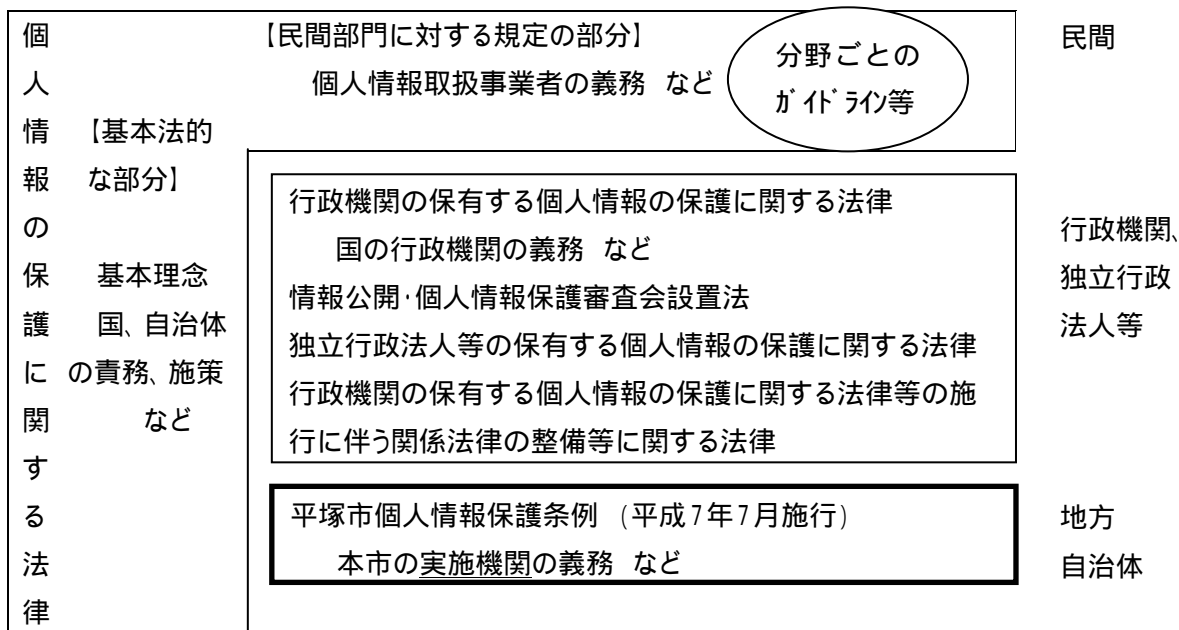 個人情報の保護に関する法律
【基本法的
な部分】
基本理念
国、自治体
の責務、施策
など
【民間部門に対する規定の部分】
個人情報取扱事業者の義務 など
分野ごとの
ガイドライン等
民間
行政機関の保有する個人情報の保護に関する法律
国の行政機関の義務 など
情報公開・個人情報保護審査会設置法
独立行政法人等の保有する個人情報の保護に関する法律
行政機関の保有する個人情報の保護に関する法律等の施
行に伴う関係法律の整備等に関する法律
行政機関、
独立行政
法人等
平塚市個人情報保護条例 (平成7年7月施行)
本市の実施機関の義務 など
地方
自治体